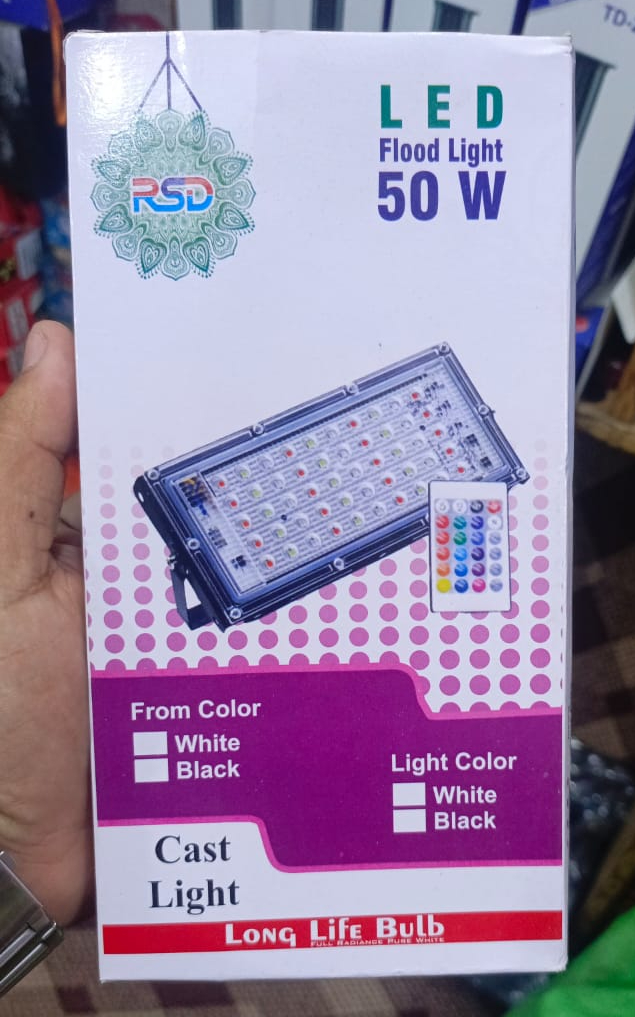 TD-
RSD
LED
Flood Light
50 W
From Color
White
Black
Light Color
White
Black
Cast
Light
Long Life Bulb
Full Radiance Pure White